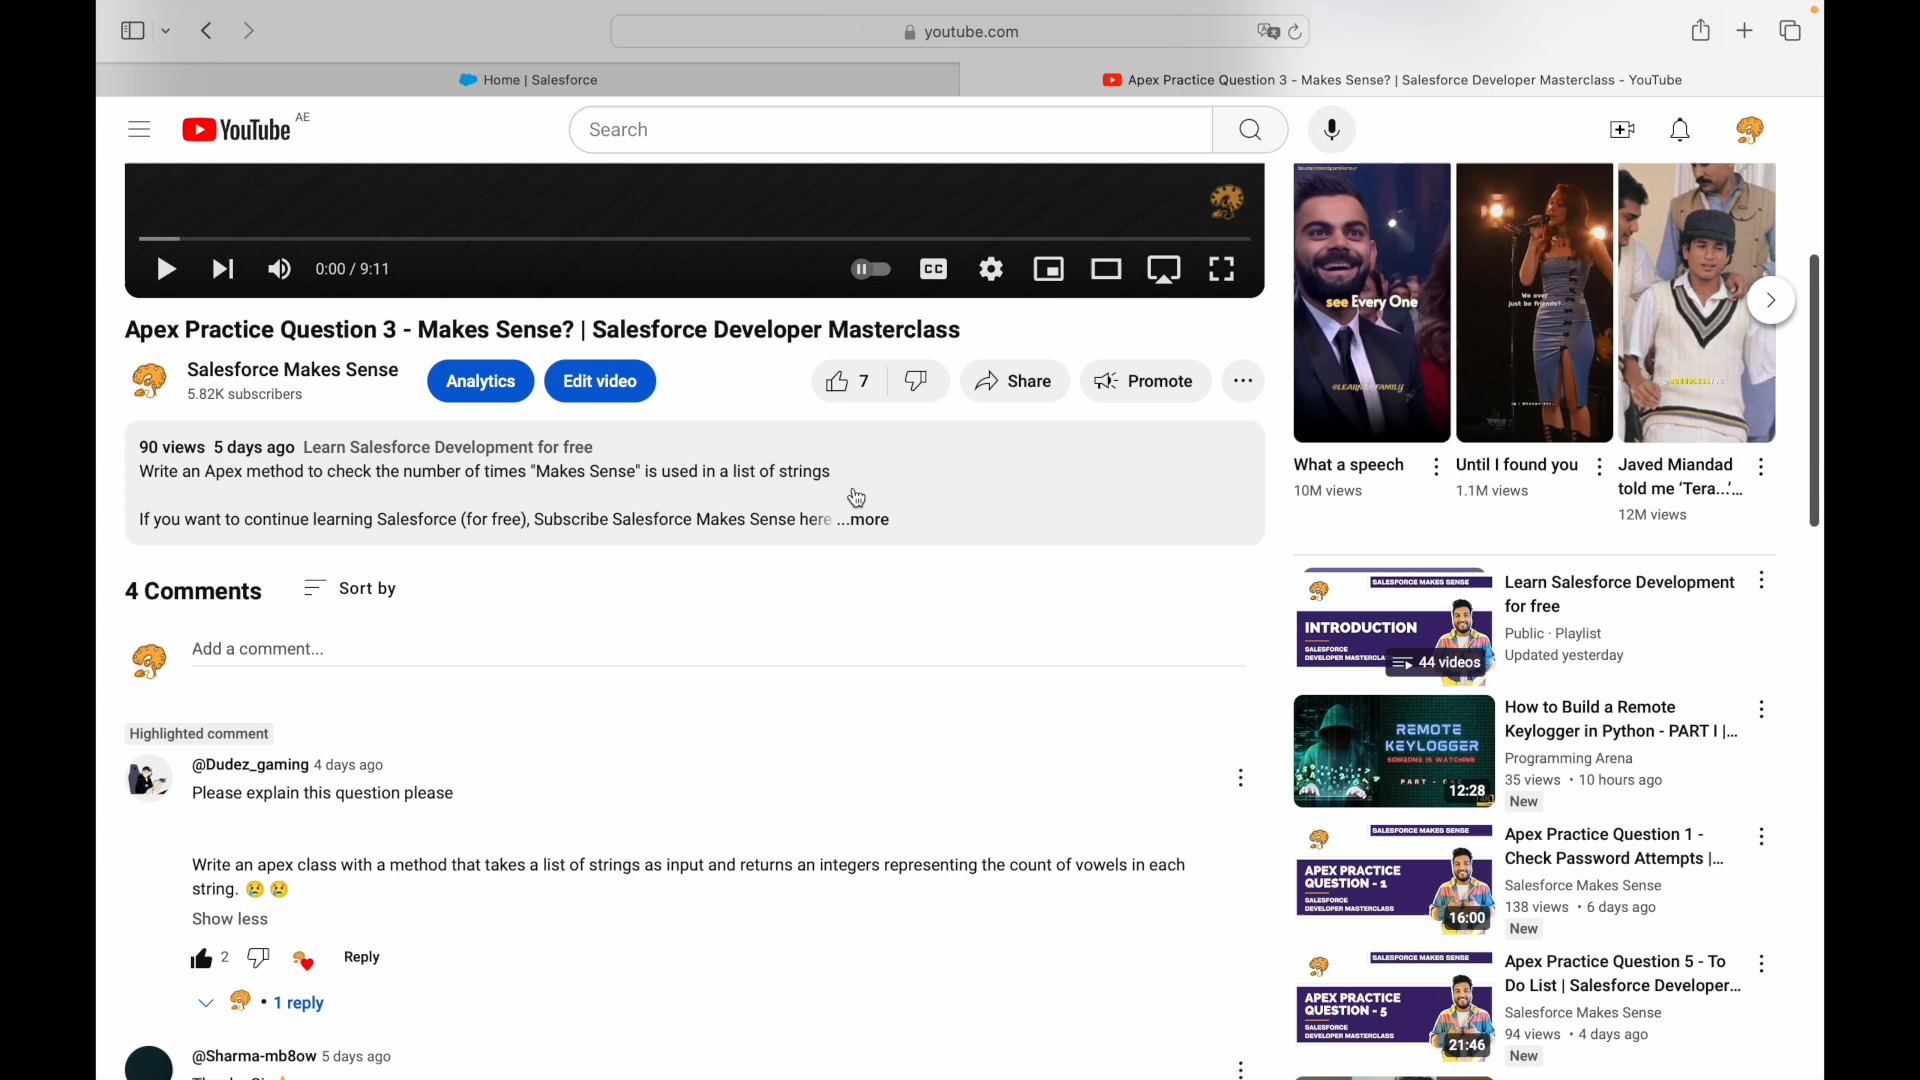 youtube.com
Home | Salesforce
Apex Practice Question 3 - Makes Sense? | Salesforce Developer Masterclass - YouTube
YouTube AE
Search
0:00 / 9:11
CC
Apex Practice Question 3 - Makes Sense? | Salesforce Developer Masterclass
Salesforce Makes Sense
5.82K subscribers
Analytics
Edit video
7
Share
Promote
90 views 5 days ago Learn Salesforce Development for free
Write an Apex method to check the number of times "Makes Sense" is used in a list of strings
If you want to continue learning Salesforce (for free), Subscribe Salesforce Makes Sense here ...more
4 Comments
Sort by
Add a comment...
Highlighted comment
@Dudez_gaming 4 days ago
Please explain this question please
Write an apex class with a method that takes a list of strings as input and returns an integers representing the count of vowels in each
string. 😢 😢
Show less
2
Reply
• 1 reply
@Sharma-mb8ow 5 days ago
see Every One
We ever
just be friends?
What a speech
10M views
Until I found you
1.1M views
Javed Miandad
told me ‘Tera...’...
12M views
SALESFORCE MAKES SENSE
INTRODUCTION
SALESFORCE
44 videos
Learn Salesforce Development
for free
Public · Playlist
Updated yesterday
REMOTE
KEYLOGGER
SOMEONE IS WATCHING
12:28
How to Build a Remote
Keylogger in Python - PART I |...
Programming Arena
35 views • 10 hours ago
New
SALESFORCE MAKES SENSE
APEX PRACTICE
QUESTION - 1
SALESFORCE
DEVELOPER MASTERCLASS
16:00
Apex Practice Question 1 -
Check Password Attempts |...
Salesforce Makes Sense
138 views • 6 days ago
New
SALESFORCE MAKES SENSE
APEX PRACTICE
QUESTION - 5
SALESFORCE
DEVELOPER MASTERCLASS
21:46
Apex Practice Question 5 - To
Do List | Salesforce Developer...
Salesforce Makes Sense
94 views • 4 days ago
New